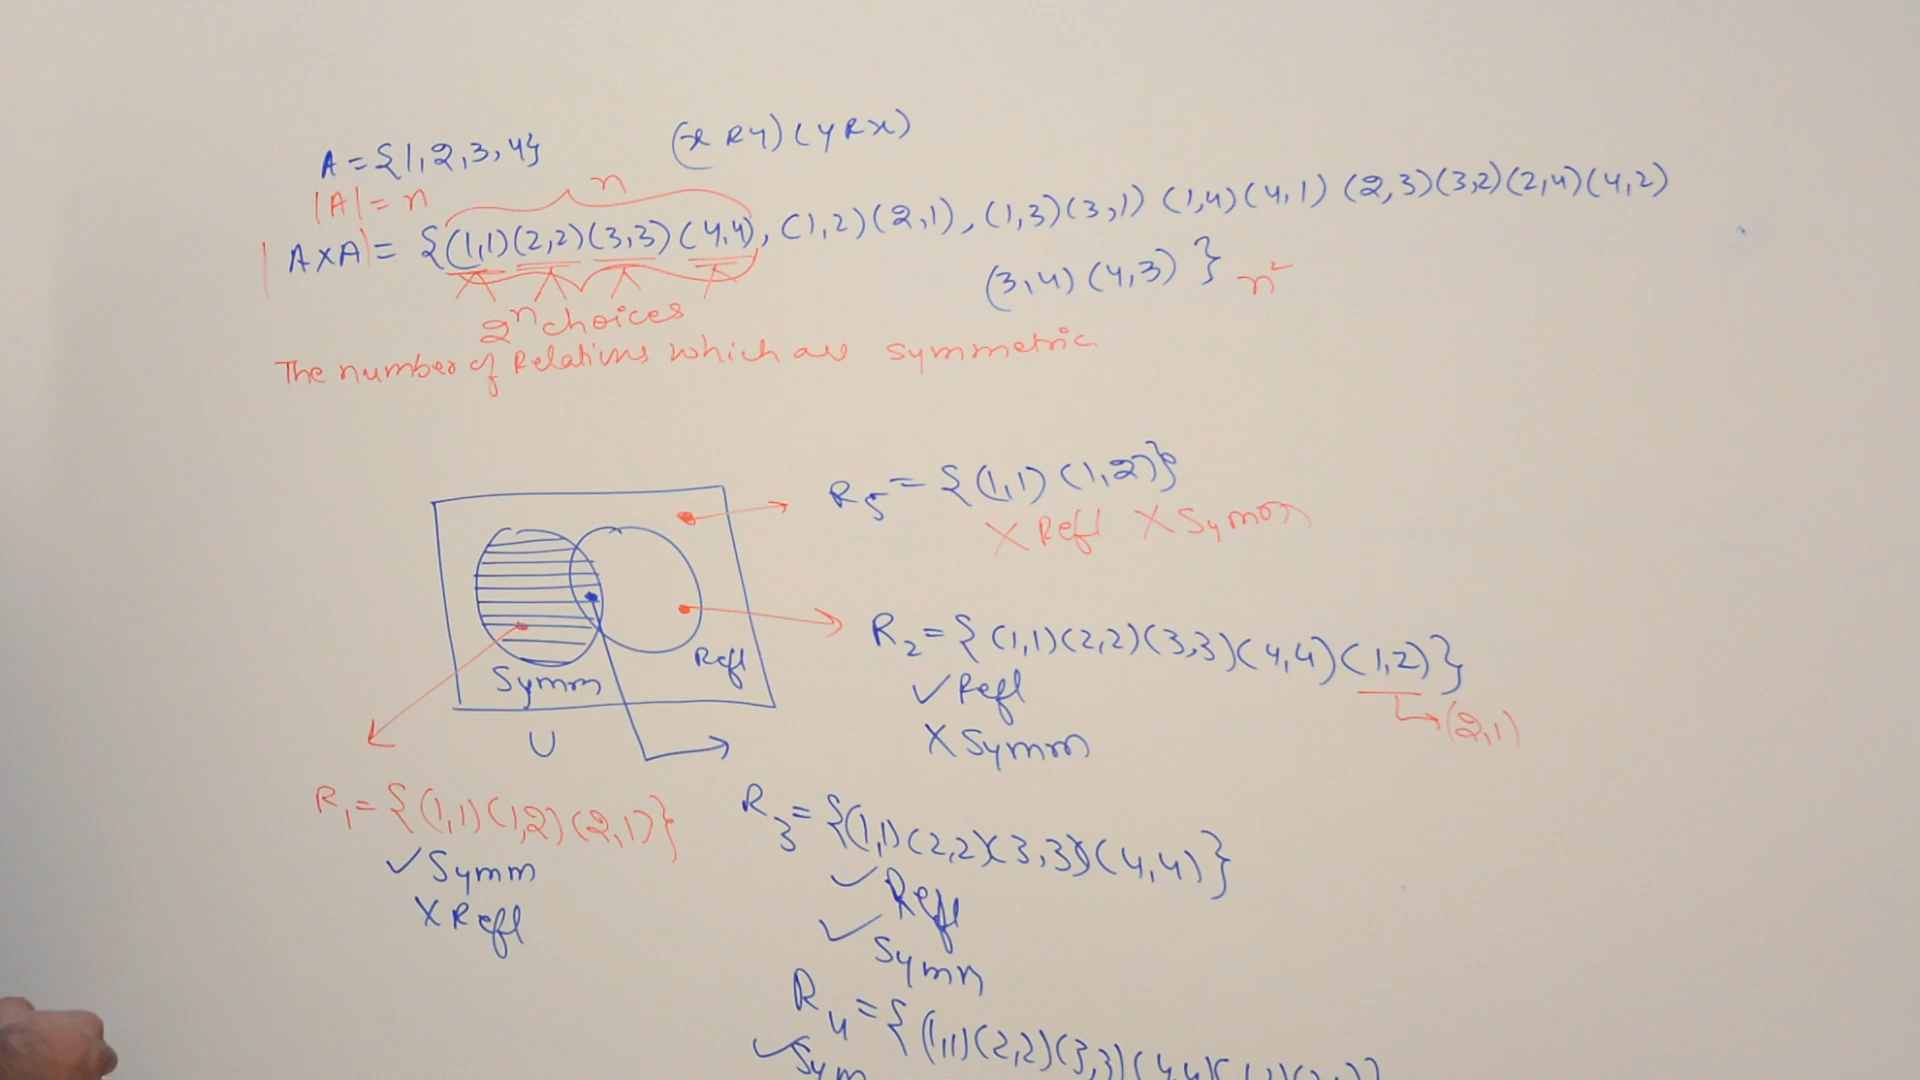 A = {1,2,3,4} (x R y) (y R x)
|A| = n
n
|A×A| = {(1,1)(2,2)(3,3)(4,4), (1,2)(2,1), (1,3)(3,1) (1,4)(4,1) (2,3)(3,2)(2,4)(4,2)
(3,4)(4,3)} n²
2ⁿ choices
The number of Relations which are symmetric
R₅ = {(1,1) (1,2)}
X Refl X Symm
R₂ = {(1,1)(2,2)(3,3)(4,4)(1,2)}
✓Refl
(2,1)
X Symm
Symm
Refl
U
R₁ = {(1,1)(1,2)(2,1)}
✓Symm
X Refl
R₃ = {(1,1)(2,2)(3,3)(4,4)}
✓Refl
✓Symm
R₄ = {(1,1)(2,2)(3,3)(4,4)
✓Sym